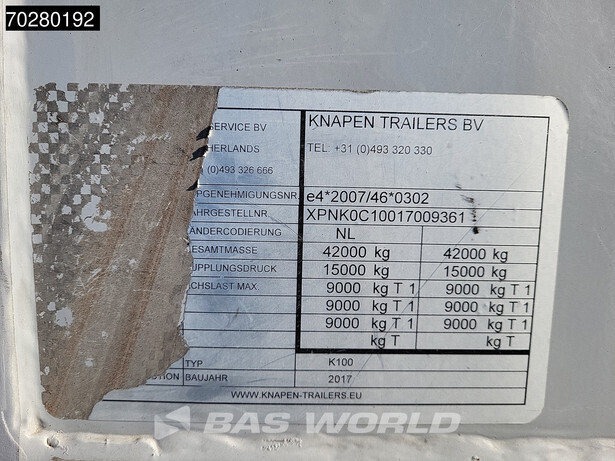 70280192
KNAPEN TRAILERS BV
SERVICE BV
TEL: +31 (0)493 320 330
HERLANDS
(0)493 326 666
PGENEHMIGUNGSNR. e4*2007/46*0302
AHRGESTELLNR. XPNK0C10017009361
ÄNDERCODIERUNG NL
ESAMTMASSE 42000 kg 42000 kg
UPPLUNGSDRUCK 15000 kg 15000 kg
CHSLAST MAX. 9000 kg T 1 9000 kg T 1
9000 kg T 1 9000 kg T 1
9000 kg T 1 9000 kg T 1
kg T kg T
TYP K100
CTION BAUJAHR 2017
WWW.KNAPEN-TRAILERS.EU
BAS WORLD